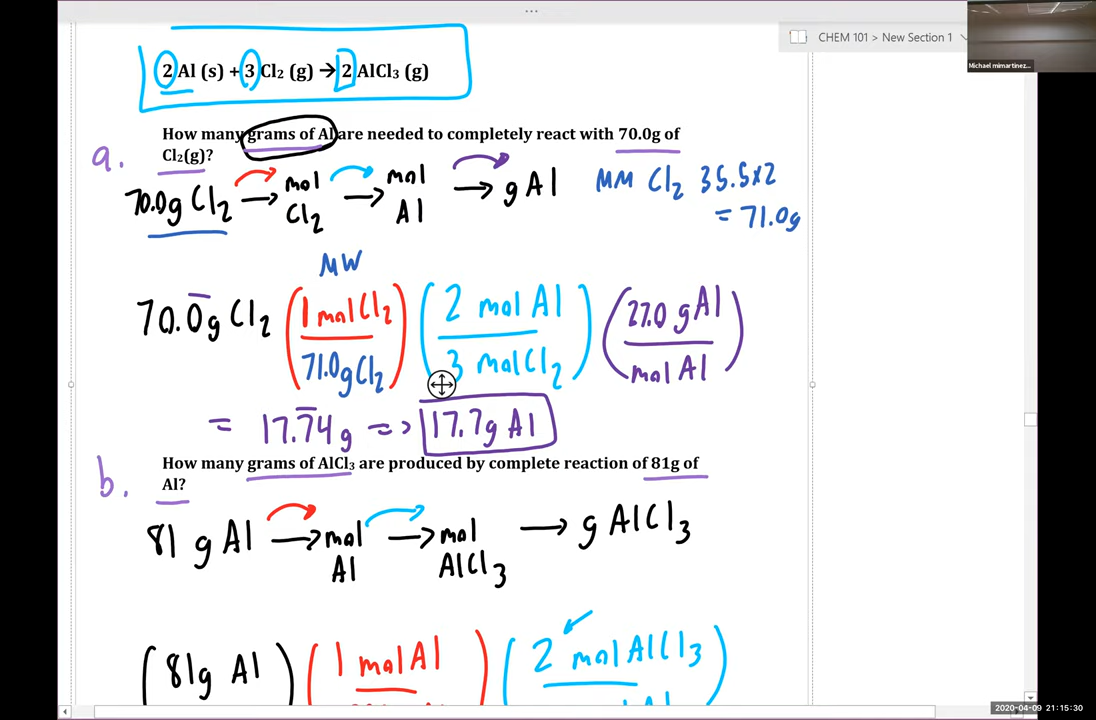 CHEM 101 > New Section 1
Michael mimartinez...
2 Al (s) + 3 Cl₂ (g) → 2 AlCl₃ (g)
How many grams of Al are needed to completely react with 70.0g of
a.
Cl₂(g)?
70.0g Cl₂ → mol Cl₂ → mol Al → g Al
MM Cl₂ 35.5x2
= 71.0g
MW
70.0g Cl₂ (1 mol Cl₂ / 71.0g Cl₂) (2 mol Al / 3 mol Cl₂) (27.0 g Al / mol Al)
= 17.74g => 17.7g Al
b.
How many grams of AlCl₃ are produced by complete reaction of 81g of
Al?
81 g Al → mol Al → mol AlCl₃ → g AlCl₃
(81g Al) (1 mol Al) (2 mol AlCl₃)
2020-04-09 21:15:30